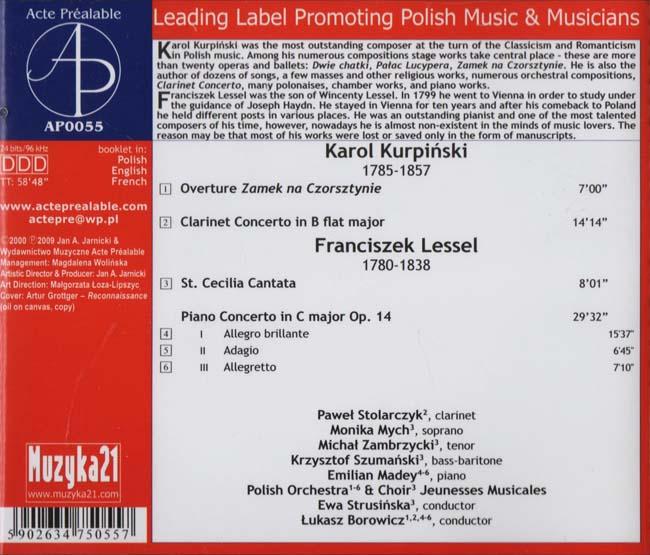 Acte Préalable
AP
AP0055
Leading Label Promoting Polish Music & Musicians
Karol Kurpiński was the most outstanding composer at the turn of the Classicism and Romanticism
in Polish music. Among his numerous compositions stage works take central place - these are more
than twenty operas and ballets: Dwie chatki, Pałac Lucypera, Zamek na Czorsztynie. He is also the
author of dozens of songs, a few masses and other religious works, numerous orchestral compositions,
Clarinet Concerto, many polonaises, chamber works, and piano works.
Franciszek Lessel was the son of Wincenty Lessel. In 1799 he went to Vienna in order to study under
the guidance of Joseph Haydn. He stayed in Vienna for ten years and after his comeback to Poland
he held different posts in various places. He was an outstanding pianist and one of the most talented
composers of his time, however, nowadays he is almost non-existent in the minds of music lovers. The
reason may be that most of his works were lost or saved only in the form of manuscripts.
24 bits/96 kHz
DDD
TT: 58'48"
booklet in:
Polish
English
French
www.acteprealable.com
actepre@wp.pl
© 2000 ℗ 2009 Jan A. Jarnicki &
Wydawnictwo Muzyczne Acte Préalable
Management: Magdalena Wolińska
Artistic Director & Producer: Jan A. Jarnicki
Art Direction: Małgorzata Łoza-Lipszyc
Cover: Artur Grottger - Reconnaissance
(oil on canvas, copy)
Karol Kurpiński
1785-1857
1 Overture Zamek na Czorsztynie 7'00"
2 Clarinet Concerto in B flat major 14'14"
Franciszek Lessel
1780-1838
3 St. Cecilia Cantata 8'01"
Piano Concerto in C major Op. 14 29'32"
4 I Allegro brillante 15'37"
5 II Adagio 6'45"
6 III Allegretto 7'10"
Paweł Stolarczyk², clarinet
Monika Mych³, soprano
Michał Zambrzycki³, tenor
Krzysztof Szumański³, bass-baritone
Emilian Madey⁴⁻⁶, piano
Polish Orchestra¹⁻⁶ & Choir³ Jeunesses Musicales
Ewa Strusińska³, conductor
Łukasz Borowicz¹,²,⁴⁻⁶, conductor
Muzyka21
www.muzyka21.com
5 902634 750557